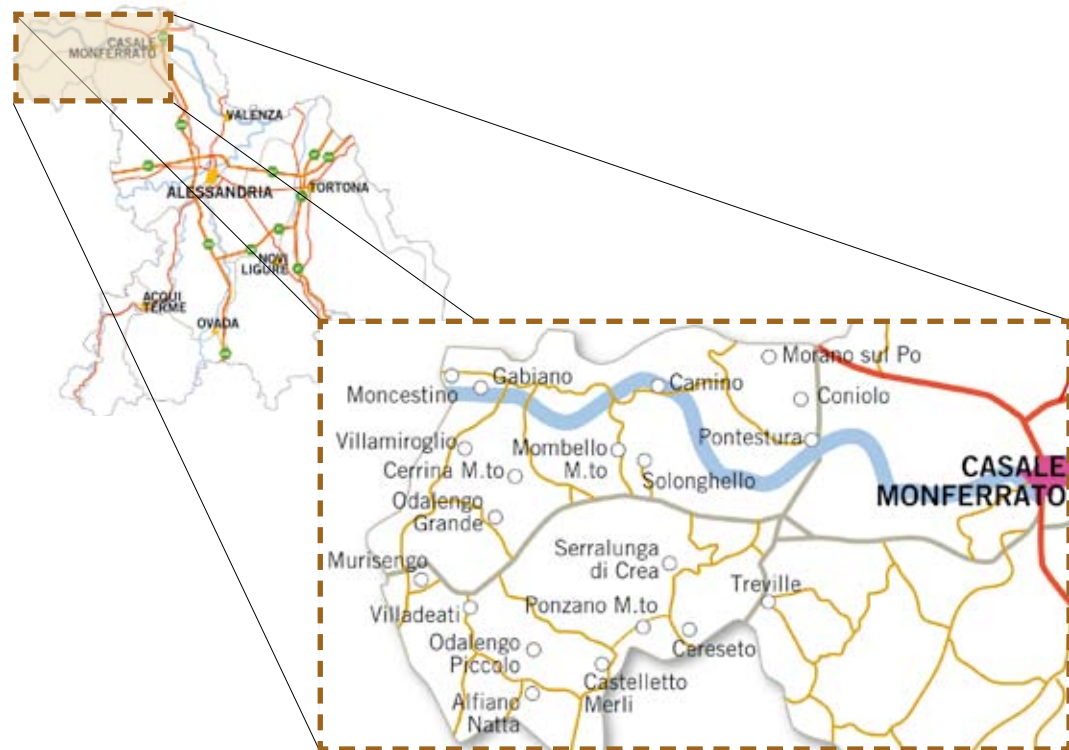 CASALE
MONFERRATO
VALENZA
ALESSANDRIA
TORTONA
NOVI
LIGURE
ACQUI
TERME
OVADA
Morano sul Po
Gabiano
Camino
Moncestino
Coniolo
Villamiroglio
Mombello
M.to
Pontestura
Cerrina M.to
Solonghello
CASALE
MONFERRATO
Odalengo
Grande
Serralunga
di Crea
Murisengo
Treville
Villadeati
Ponzano M.to
Odalengo
Piccolo
Cereseto
Castelletto
Merli
Alfiano
Natta